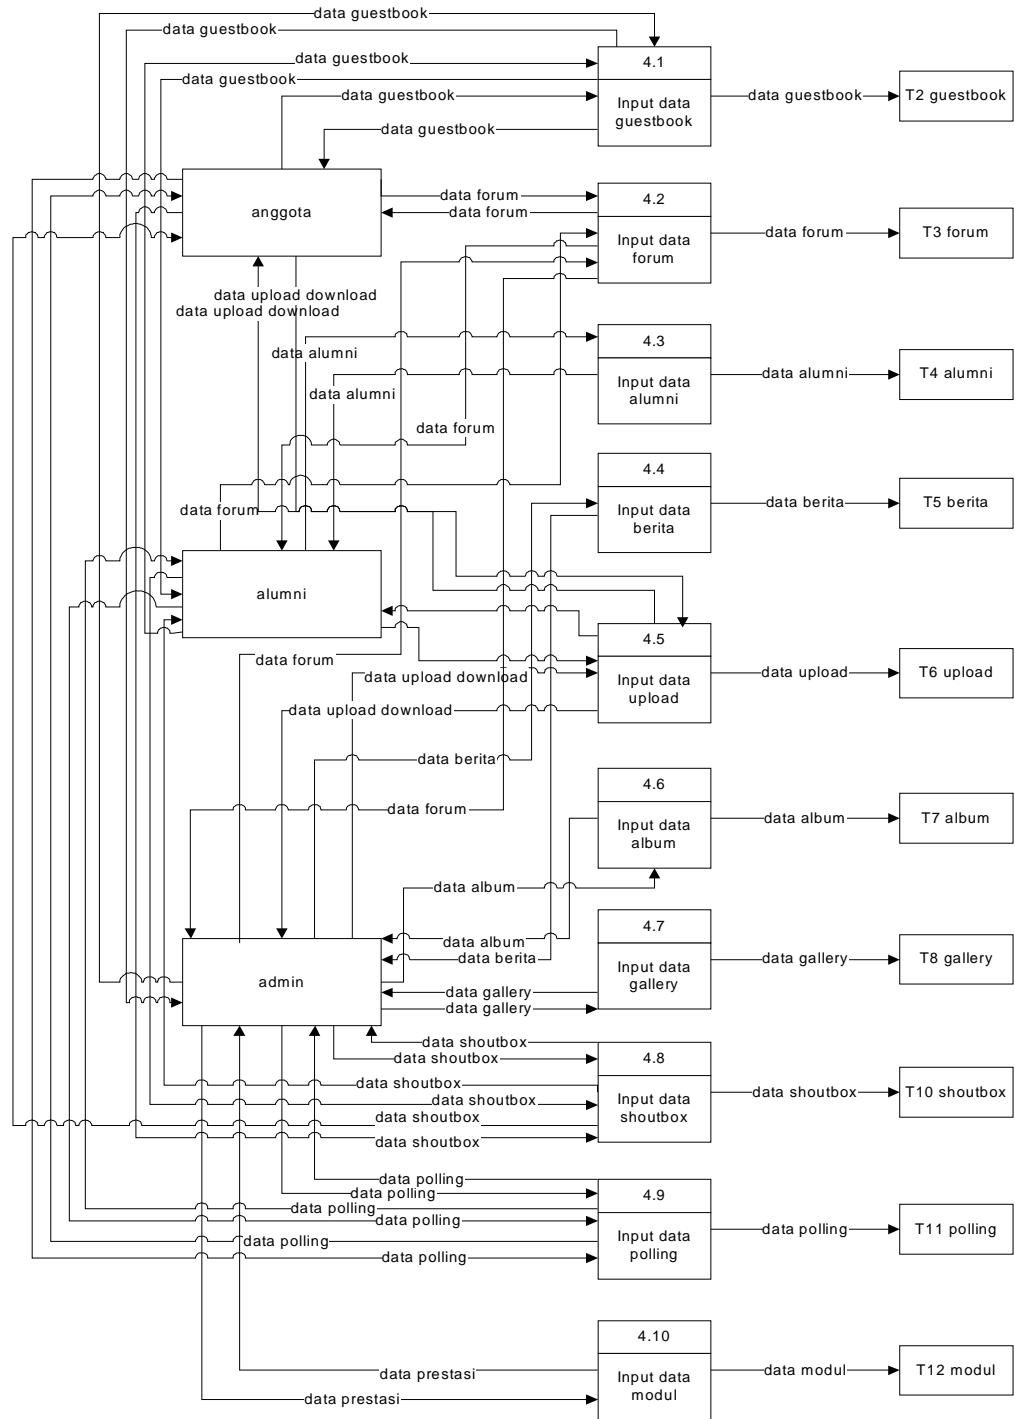 data guestbook
data guestbook
data guestbook
4.1
data guestbook
data guestbook
data guestbook
T2 guestbook
Input data
guestbook
data guestbook
data forum
4.2
anggota
data forum
data forum
T3 forum
Input data
forum
data upload download
data upload download
4.3
data alumni
data alumni
T4 alumni
Input data
alumni
data alumni
data forum
4.4
data berita
T5 berita
data forum
Input data
berita
alumni
4.5
data forum
data upload download
data upload
T6 upload
Input data
upload
data upload download
data berita
4.6
data forum
data album
T7 album
Input data
album
data album
4.7
data album
data berita
data gallery
T8 gallery
Input data
gallery
admin
data gallery
data gallery
data shoutbox
data shoutbox
4.8
data shoutbox
data shoutbox
T10 shoutbox
data shoutbox
Input data
shoutbox
data shoutbox
data shoutbox
data polling
data polling
4.9
data polling
data polling
data polling
T11 polling
data polling
Input data
polling
data polling
4.10
data prestasi
data modul
T12 modul
Input data
modul
data prestasi